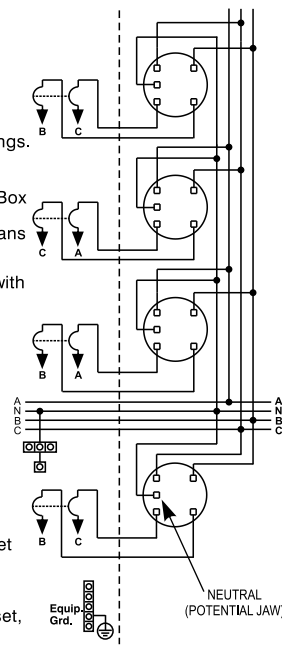 B C
ngs.
Box
C A
ans
with
B A
A A
N N
B B
C C
B C
et
NEUTRAL
(POTENTIAL JAW)
Equip.
Grd.
set,